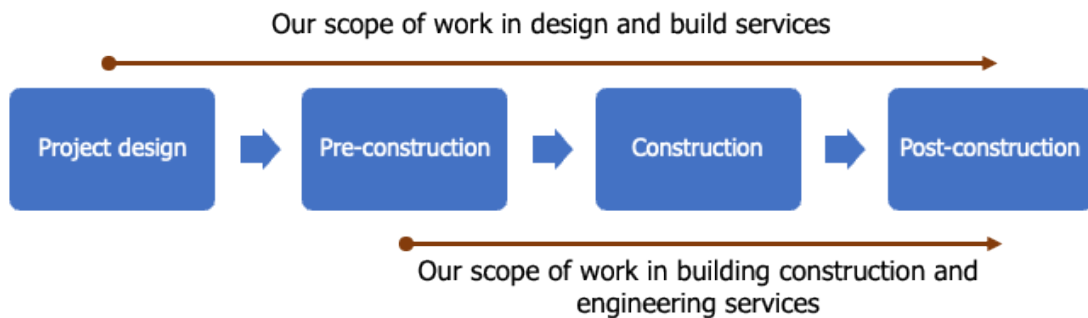 Our scope of work in design and build services
Project design
Pre-construction
Construction
Post-construction
Our scope of work in building construction and
engineering services